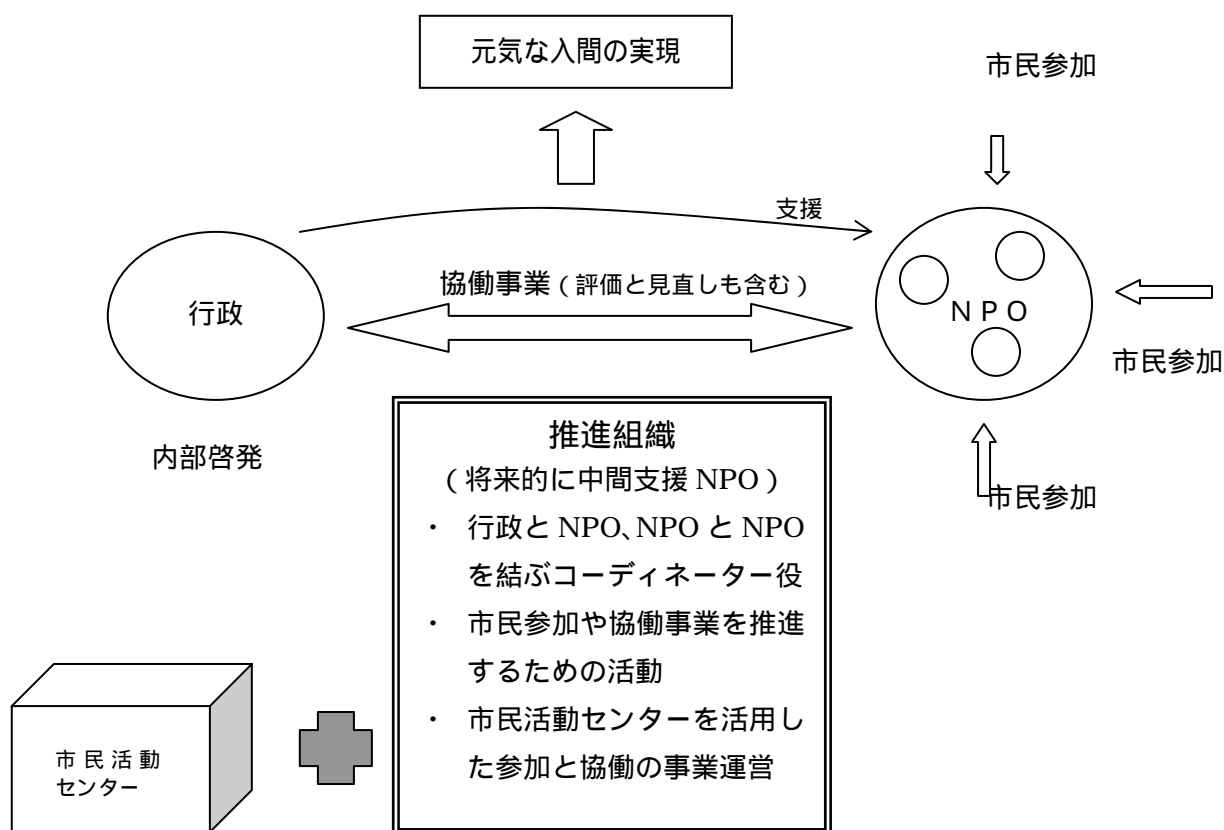 元気な入間の実現
市民参加
支援
協働事業（評価と見直しも含む）
行政
ＮＰＯ
市民参加
内部啓発
市民参加
推進組織
（将来的に中間支援 NPO）
・ 行政と NPO、NPO と NPO
を結ぶコーディネーター役
・ 市民参加や協働事業を推進
するための活動
・ 市民活動センターを活用し
た参加と協働の事業運営
市民活動
センター